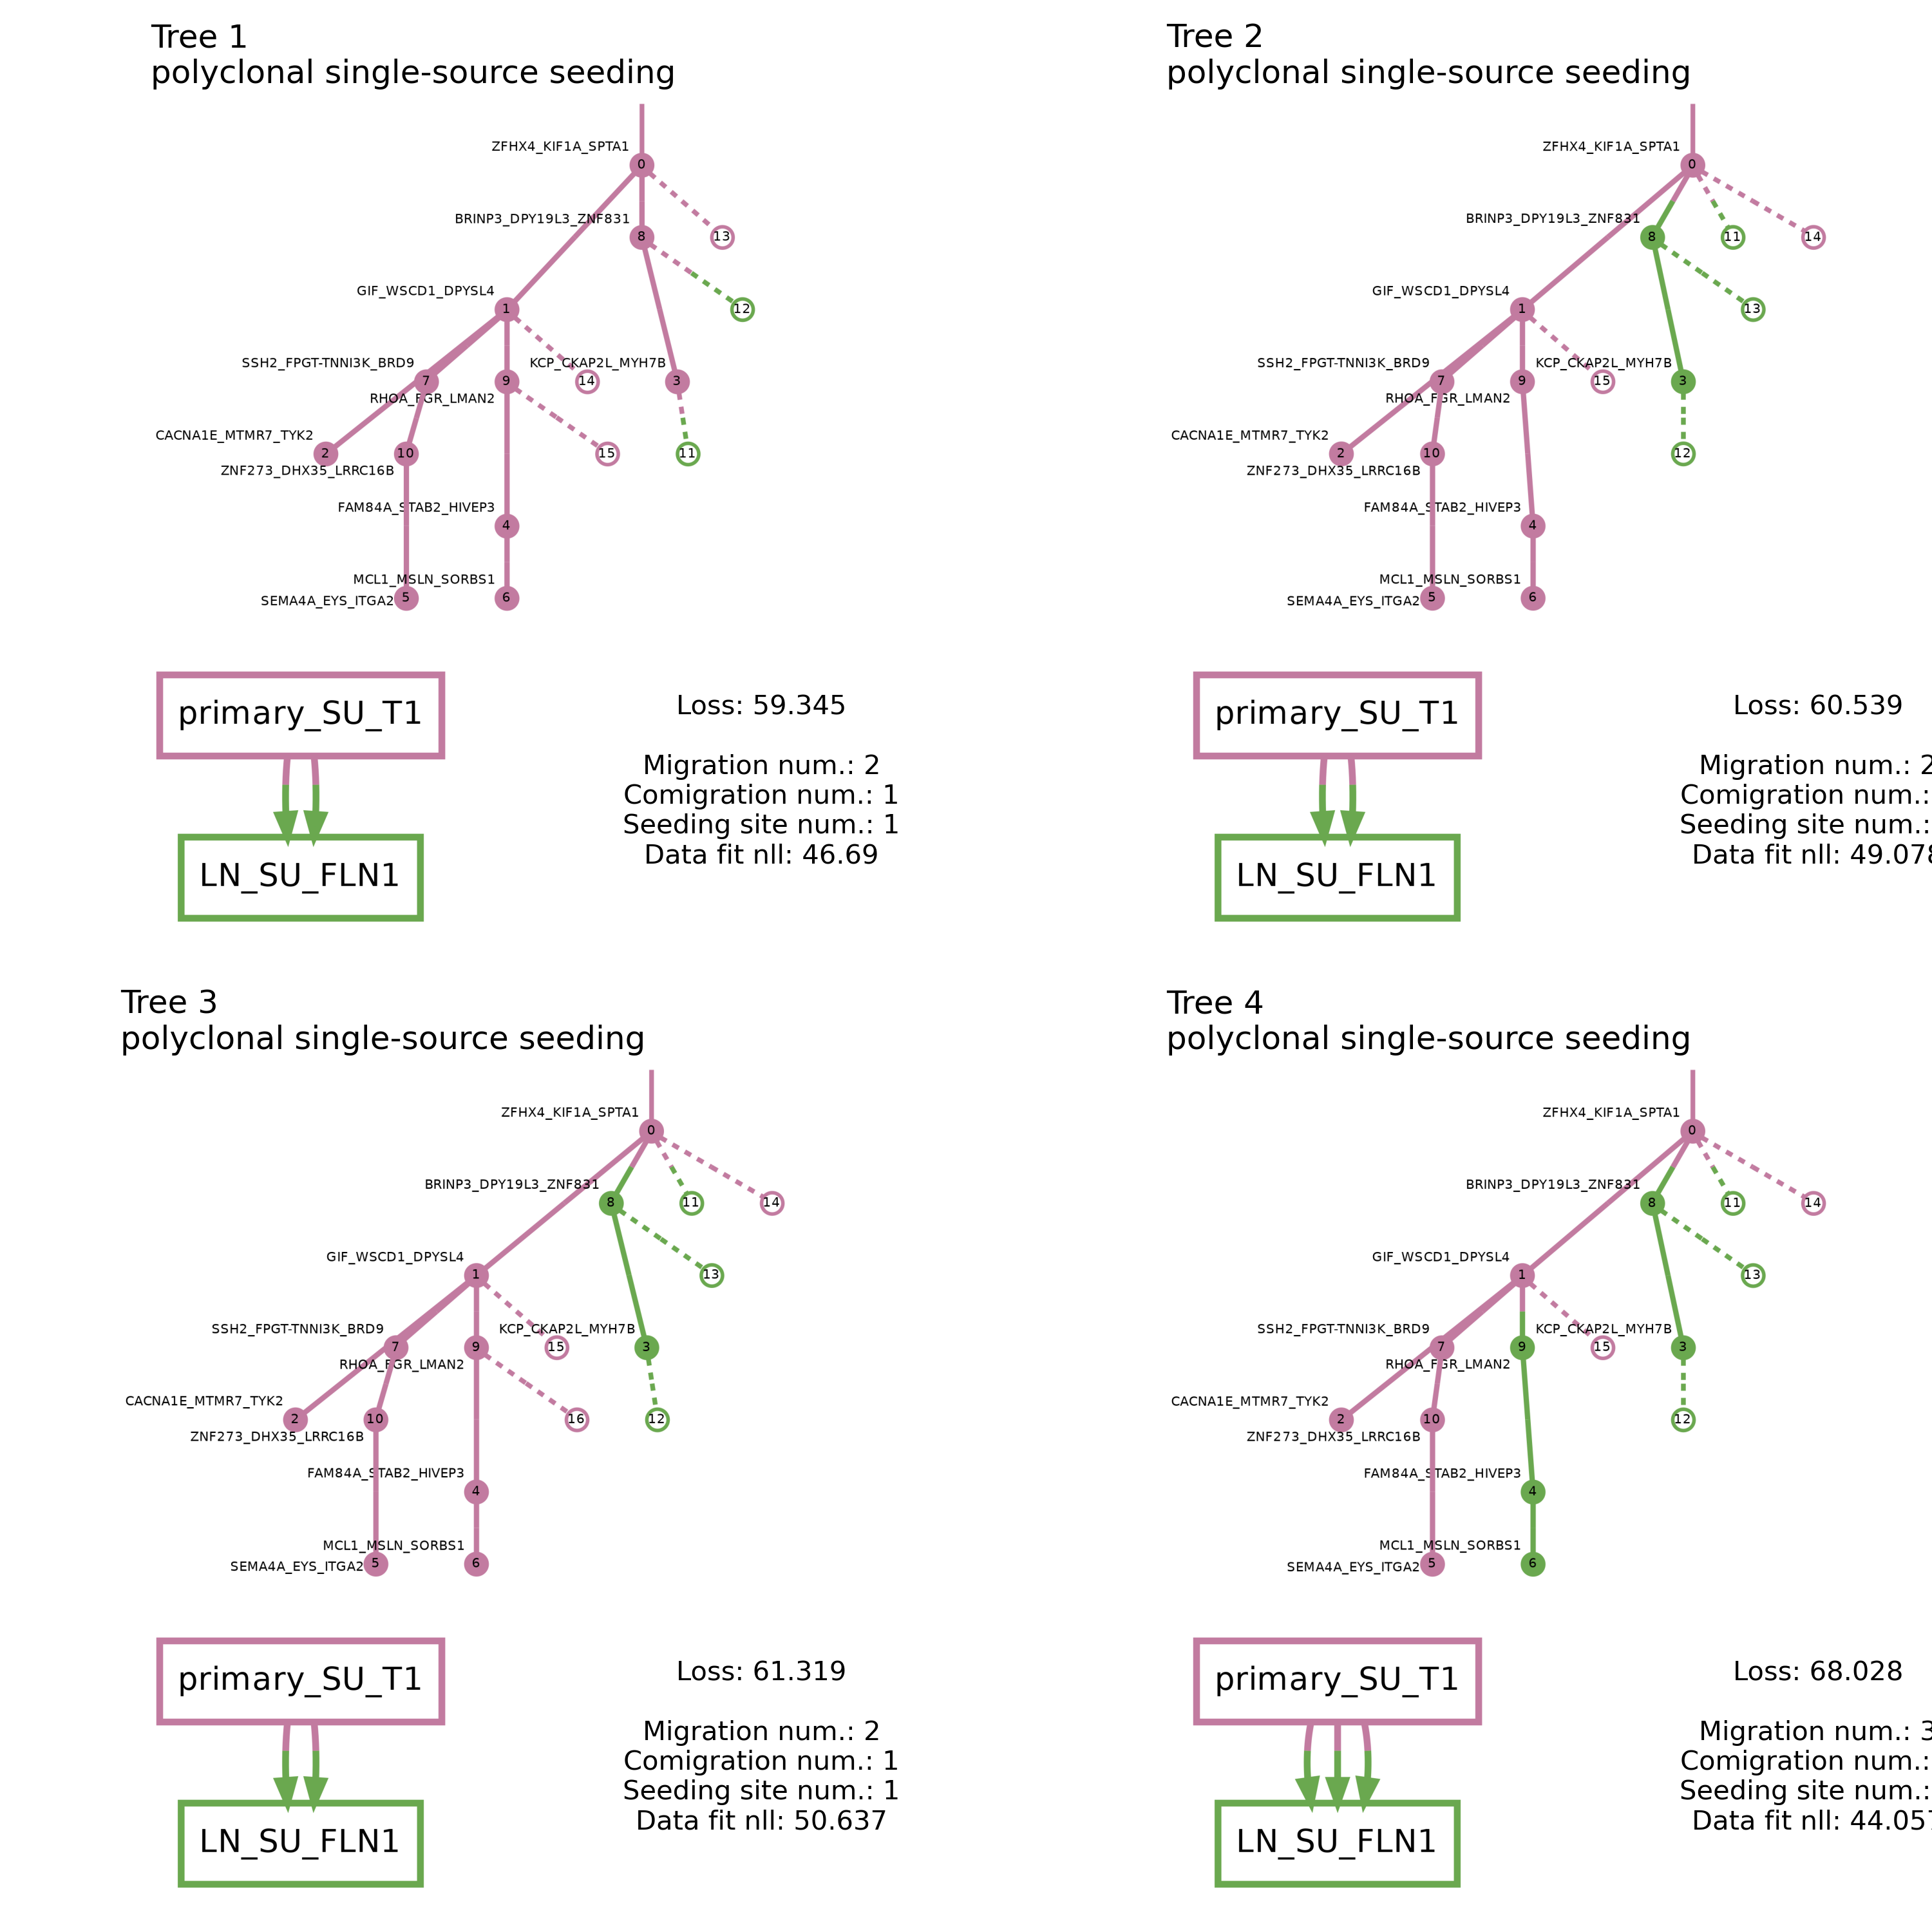 Tree 1
polyclonal single-source seeding
ZFHX4_KIF1A_SPTA1
0
BRINP3_DPY19L3_ZNF831
8
13
GIF_WSCD1_DPYSL4
1
12
SSH2_FPGT-TNNI3K_BRD9
KCP_CKAP2L_MYH7B
7
9
14
3
RHOA_FGR_LMAN2
CACNA1E_MTMR7_TYK2
2
10
15
11
ZNF273_DHX35_LRRC16B
FAM84A_STAB2_HIVEP3
4
MCL1_MSLN_SORBS1
SEMA4A_EYS_ITGA2
5
6
primary_SU_T1
LN_SU_FLN1
Loss: 59.345
Migration num.: 2
Comigration num.: 1
Seeding site num.: 1
Data fit nll: 46.69
Tree 2
polyclonal single-source seeding
ZFHX4_KIF1A_SPTA1
0
BRINP3_DPY19L3_ZNF831
8
11
14
GIF_WSCD1_DPYSL4
1
13
SSH2_FPGT-TNNI3K_BRD9
KCP_CKAP2L_MYH7B
7
9
15
3
RHOA_FGR_LMAN2
CACNA1E_MTMR7_TYK2
2
10
12
ZNF273_DHX35_LRRC16B
FAM84A_STAB2_HIVEP3
4
MCL1_MSLN_SORBS1
SEMA4A_EYS_ITGA2
5
6
primary_SU_T1
LN_SU_FLN1
Loss: 60.539
Migration num.: 2
Comigration num.:
Seeding site num.:
Data fit nll: 49.078
Tree 3
polyclonal single-source seeding
ZFHX4_KIF1A_SPTA1
0
BRINP3_DPY19L3_ZNF831
8
11
14
GIF_WSCD1_DPYSL4
1
13
SSH2_FPGT-TNNI3K_BRD9
KCP_CKAP2L_MYH7B
7
9
15
3
RHOA_FGR_LMAN2
CACNA1E_MTMR7_TYK2
2
10
16
12
ZNF273_DHX35_LRRC16B
FAM84A_STAB2_HIVEP3
4
MCL1_MSLN_SORBS1
SEMA4A_EYS_ITGA2
5
6
primary_SU_T1
LN_SU_FLN1
Loss: 61.319
Migration num.: 2
Comigration num.: 1
Seeding site num.: 1
Data fit nll: 50.637
Tree 4
polyclonal single-source seeding
ZFHX4_KIF1A_SPTA1
0
BRINP3_DPY19L3_ZNF831
8
11
14
GIF_WSCD1_DPYSL4
1
13
SSH2_FPGT-TNNI3K_BRD9
KCP_CKAP2L_MYH7B
7
9
15
3
RHOA_FGR_LMAN2
CACNA1E_MTMR7_TYK2
2
10
12
ZNF273_DHX35_LRRC16B
FAM84A_STAB2_HIVEP3
4
MCL1_MSLN_SORBS1
SEMA4A_EYS_ITGA2
5
6
primary_SU_T1
LN_SU_FLN1
Loss: 68.028
Migration num.: 3
Comigration num.:
Seeding site num.:
Data fit nll: 44.057